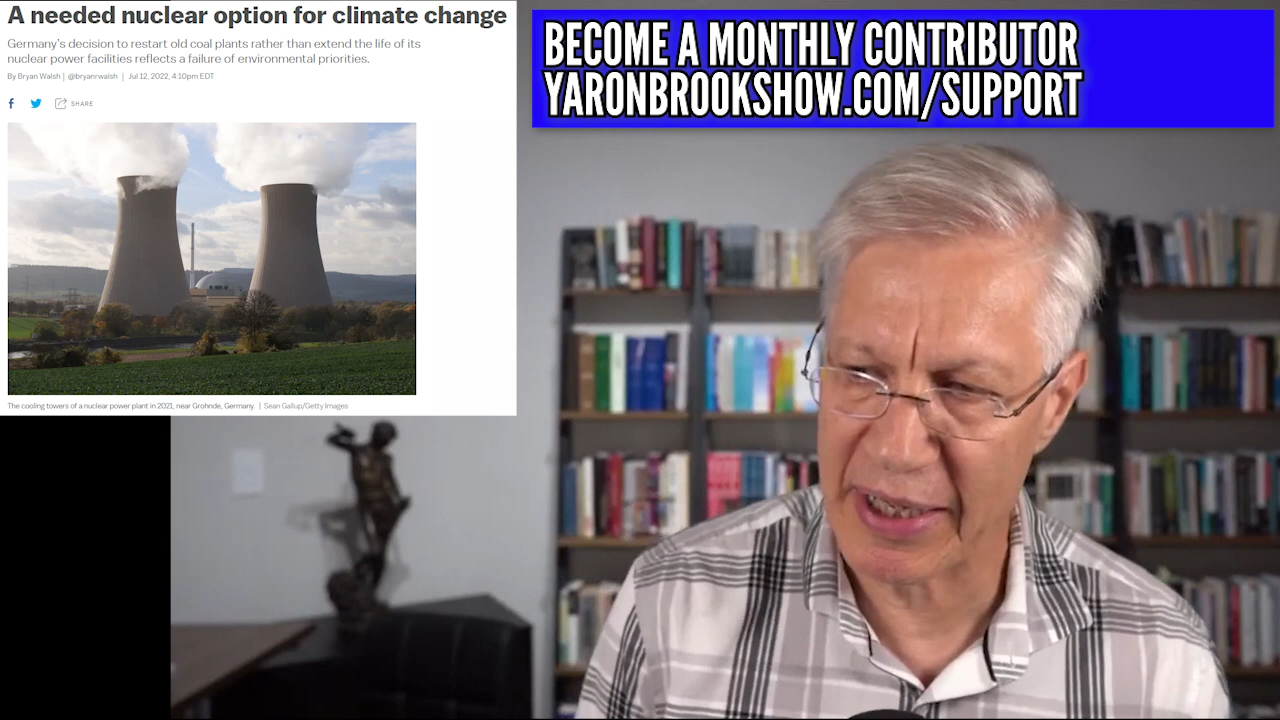 A needed nuclear option for climate change
Germany's decision to restart old coal plants rather than extend the life of its
nuclear power facilities reflects a failure of environmental priorities.
By Bryan Walsh | @bryanrwalsh | Jul 12, 2022, 4:10pm EDT
SHARE
The cooling towers of a nuclear power plant in 2021, near Grohnde, Germany. | Sean Gallup/Getty Images
BECOME A MONTHLY CONTRIBUTOR
YARONBROOKSHOW.COM/SUPPORT